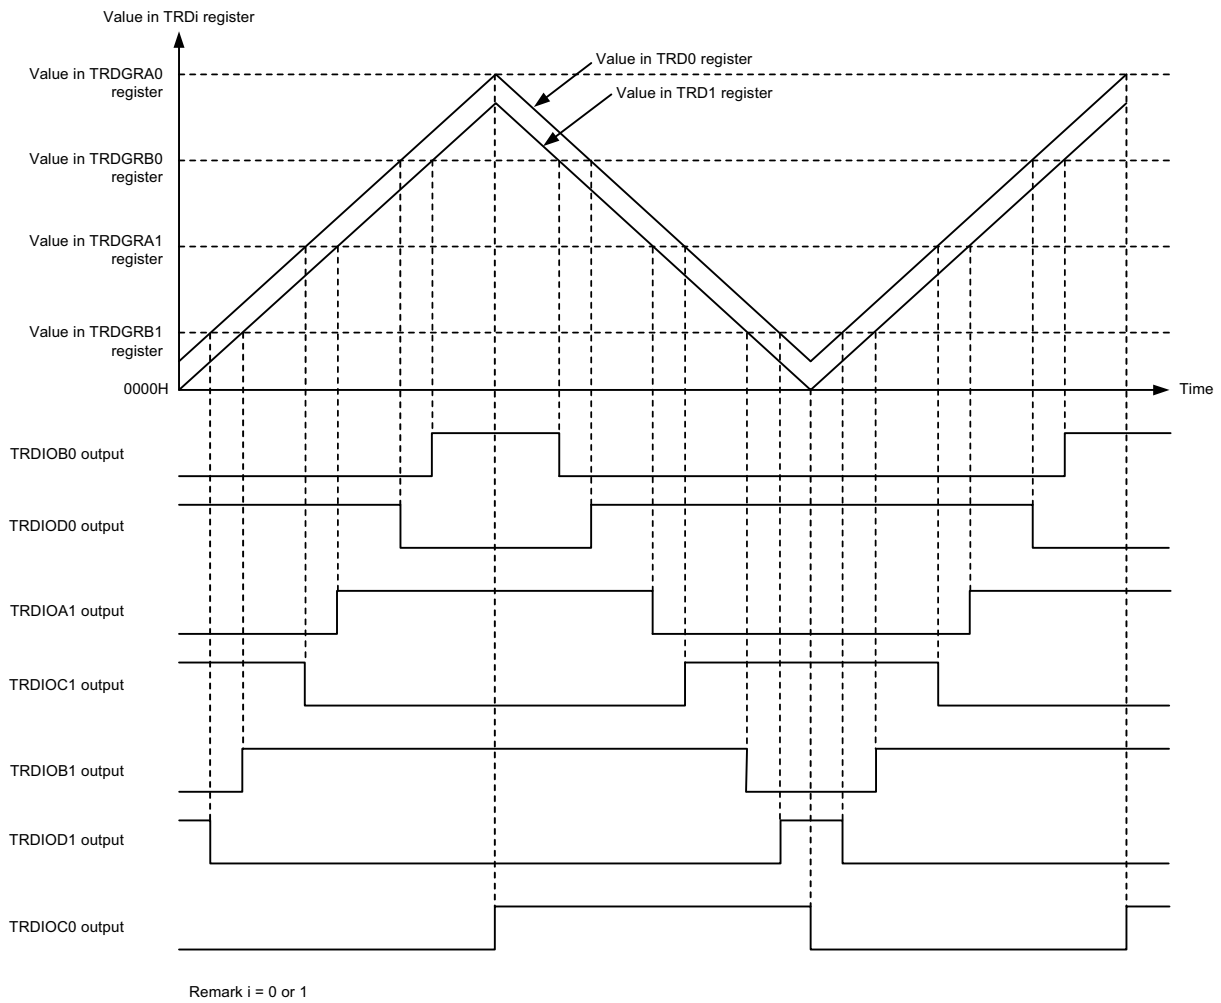 Value in TRDi register
Value in TRDGRA0
register
Value in TRD0 register
Value in TRD1 register
Value in TRDGRB0
register
Value in TRDGRA1
register
Value in TRDGRB1
register
0000H
Time
TRDIOB0 output
TRDIOD0 output
TRDIOA1 output
TRDIOC1 output
TRDIOB1 output
TRDIOD1 output
TRDIOC0 output
Remark i = 0 or 1